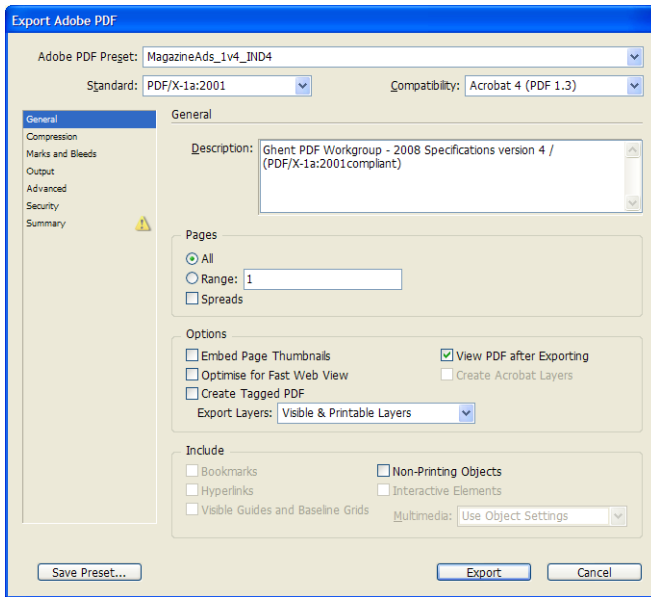 Export Adobe PDF
Adobe PDF Preset: MagazineAds_1v4_IND4
Standard: PDF/X-1a:2001 Compatibility: Acrobat 4 (PDF 1.3)
General
Compression
Marks and Bleeds
Output
Advanced
Security
Summary
General
Description: Ghent PDF Workgroup - 2008 Specifications version 4 /
(PDF/X-1a:2001compliant)
Pages
All
Range: 1
Spreads
Options
Embed Page Thumbnails View PDF after Exporting
Optimise for Fast Web View Create Acrobat Layers
Create Tagged PDF
Export Layers: Visible & Printable Layers
Include
Bookmarks Non-Printing Objects
Hyperlinks Interactive Elements
Visible Guides and Baseline Grids Multimedia: Use Object Settings
Save Preset... Export Cancel